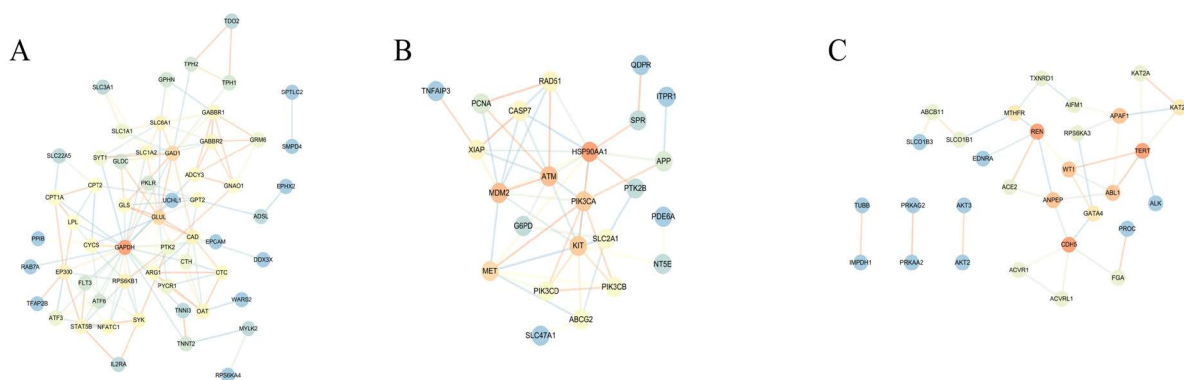 A
B
C
TDO2
TPH2
GPHN
TPH1
SLC3A1
SPTLC2
GABBR1
SLC6A1
SLC1A1
GABBR2
GRM6
GAD1
SLC1A2
SYT1
SMPD4
SLC22A5
GLDC
ADCY3
PKLR
GNAO1
CPT2
EPHX2
CPT1A
UCHL1
GPT2
GLS
ADSL
GLUL
LPL
CAD
PPIB
CYCS
GAPDH
PTK2
EPCAM
DDX3X
CTH
RAB7A
EP300
ARG1
CTC
FLT3
RPS6KB1
PYCR1
ATF6
TFAP2B
WARS2
TNNI3
OAT
ATF3
STAT5B
NFATC1
SYK
MYLK2
TNNT2
IL2RA
RPS6KA4
QDPR
RAD51
TNFAIP3
ITPR1
PCNA
CASP7
SPR
XIAP
HSP90AA1
APP
ATM
MDM2
PTK2B
PIK3CA
PDE6A
G6PD
SLC2A1
KIT
NT5E
MET
PIK3CD
PIK3CB
ABCG2
SLC47A1
TXNRD1
KAT2A
ABCB11
MTHFR
AIFM1
APAF1
KAT2
REN
RPS6KA3
SLCO1B3
SLCO1B1
EDNRA
TERT
WT1
ACE2
ABL1
TUBB
PRKAG2
AKT3
ANPEP
ALK
GATA4
PROC
CDH5
IMPDH1
PRKAA2
AKT2
ACVR1
FGA
ACVRL1